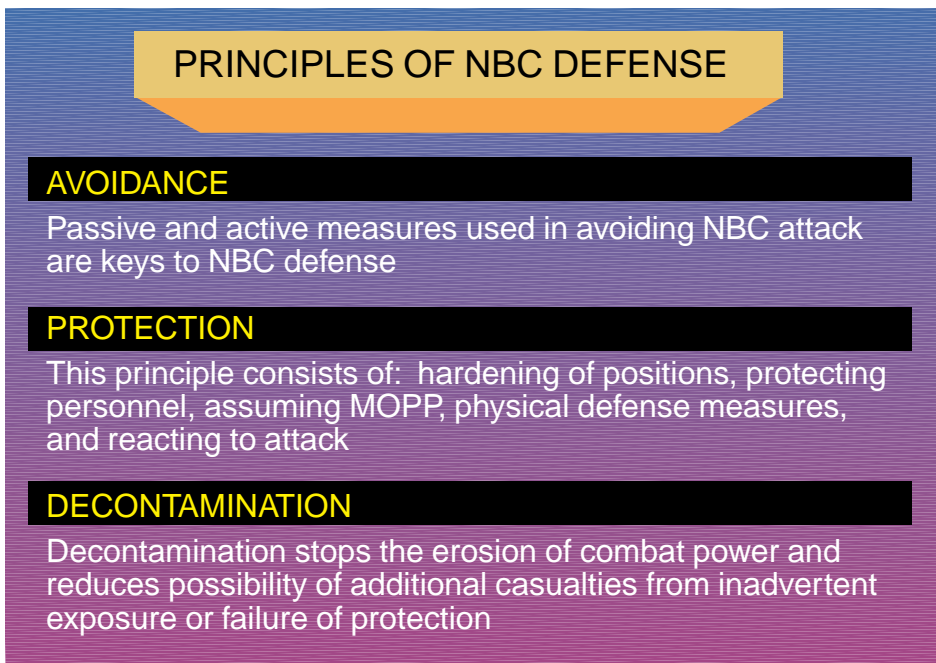 PRINCIPLES OF NBC DEFENSE
AVOIDANCE
Passive and active measures used in avoiding NBC attack
are keys to NBC defense
PROTECTION
This principle consists of:  hardening of positions, protecting
personnel, assuming MOPP, physical defense measures,
and reacting to attack
DECONTAMINATION
Decontamination stops the erosion of combat power and
reduces possibility of additional casualties from inadvertent
exposure or failure of protection